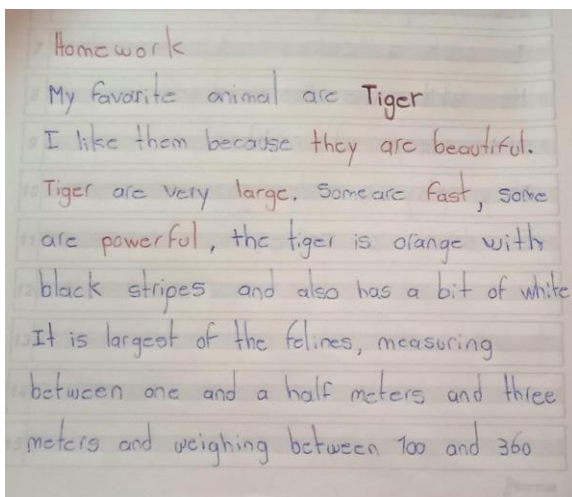 Homework
My favorite animal are Tiger
I like them because they are beautiful.
Tiger are very large. Some are fast, some
are powerful, the tiger is orange with
black stripes and also has a bit of white
It is largest of the felines, measuring
between one and a half meters and three
meters and weighing between 100 and 360